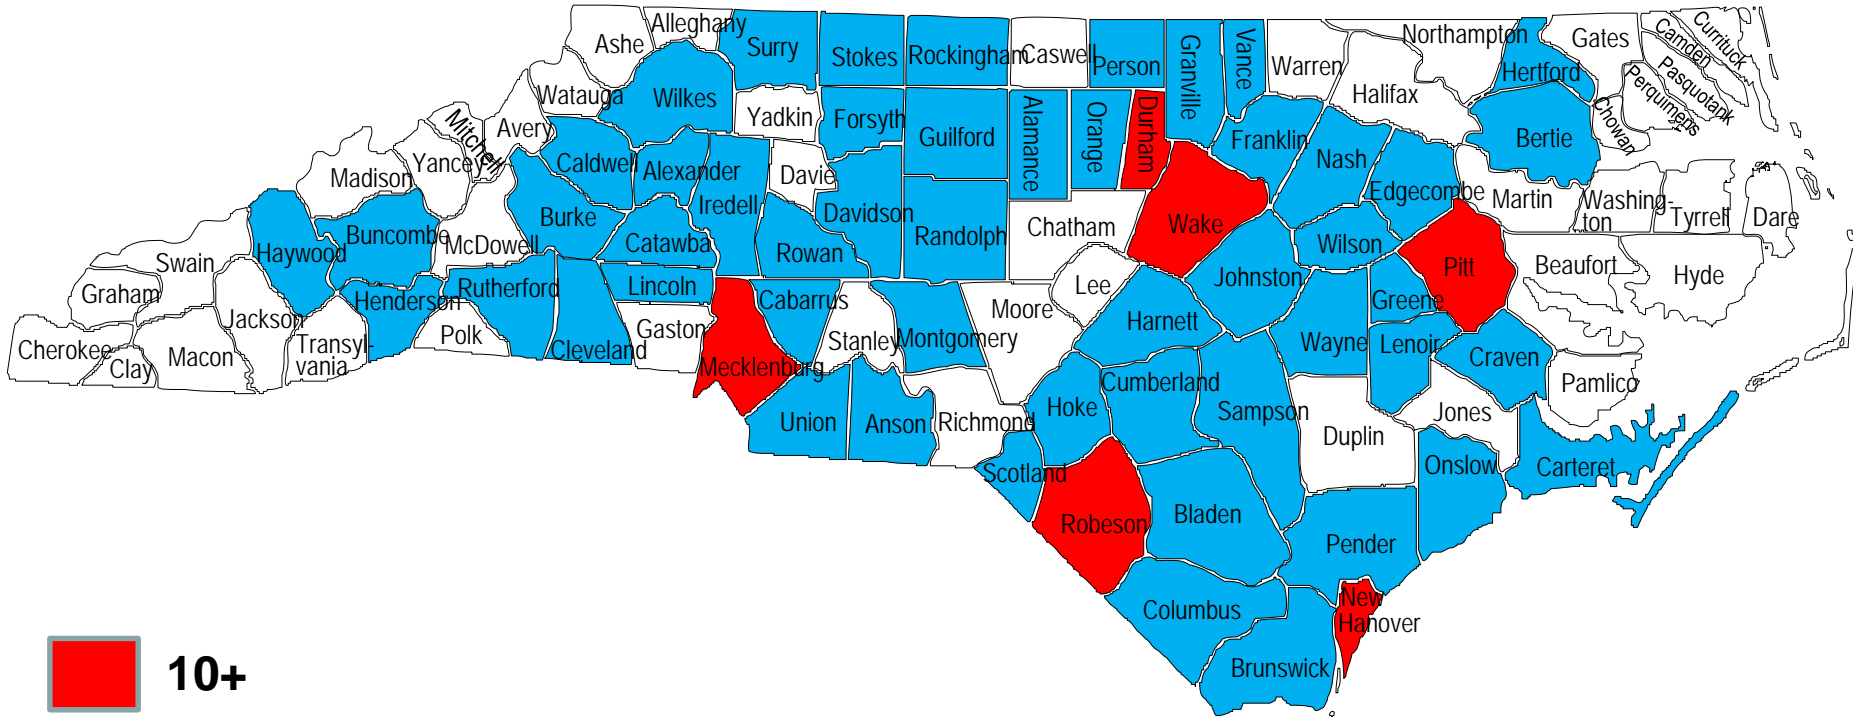 Alleghany
Ashe
Surry
Stokes
Rockingham
Caswell
Person
Granville
Vance
Warren
Northampton
Gates
Camden
Currituck
Hertford
Pasquotank
Perquimens
Chowan
Halifax
Watauga
Wilkes
Yadkin
Forsyth
Guilford
Alamance
Orange
Durham
Franklin
Nash
Bertie
Mitchell
Avery
Yancey
Madison
Caldwell
Alexander
Davie
Iredell
Davidson
Randolph
Chatham
Wake
Edgecombe
Martin
Washing-
ton
Tyrrell
Dare
Burke
Buncombe
McDowell
Haywood
Catawba
Rowan
Wilson
Johnston
Pitt
Beaufort
Hyde
Swain
Graham
Jackson
Henderson
Rutherford
Lincoln
Cabarrus
Stanley
Montgomery
Moore
Lee
Harnett
Greene
Wayne
Lenoir
Craven
Pamlico
Cherokee
Clay
Macon
Transyl-
vania
Polk
Cleveland
Gaston
Mecklenburg
Union
Anson
Richmond
Hoke
Cumberland
Sampson
Duplin
Jones
Onslow
Carteret
Scotland
Robeson
Bladen
Pender
Columbus
New
Hanover
Brunswick
10+